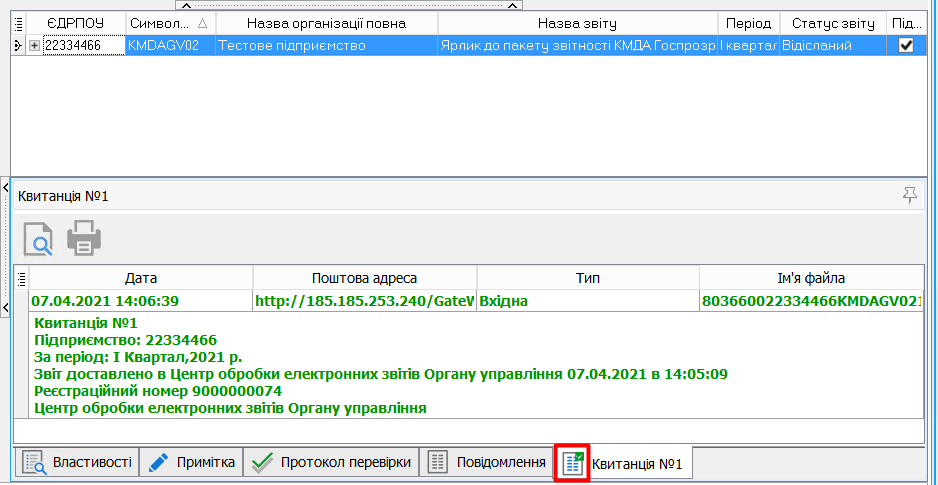 ЄДРПОУ Символ... Назва організації повна Назва звіту Період Статус звіту Під...
22334466 KMDAGV02 Тестове підприємство Ярлик до пакету звітності КМДА Госпрозр І квартал Відісланий
Квитанція №1
Дата Поштова адреса Тип Ім'я файла
07.04.2021 14:06:39 http://185.185.253.240/GateW Вхідна 803660022334466KMDAGV021
Квитанція №1
Підприємство: 22334466
За період: І Квартал,2021 р.
Звіт доставлено в Центр обробки електронних звітів Органу управління 07.04.2021 в 14:05:09
Реєстраційний номер 9000000074
Центр обробки електронних звітів Органу управління
Властивості Примітка Протокол перевірки Повідомлення Квитанція №1